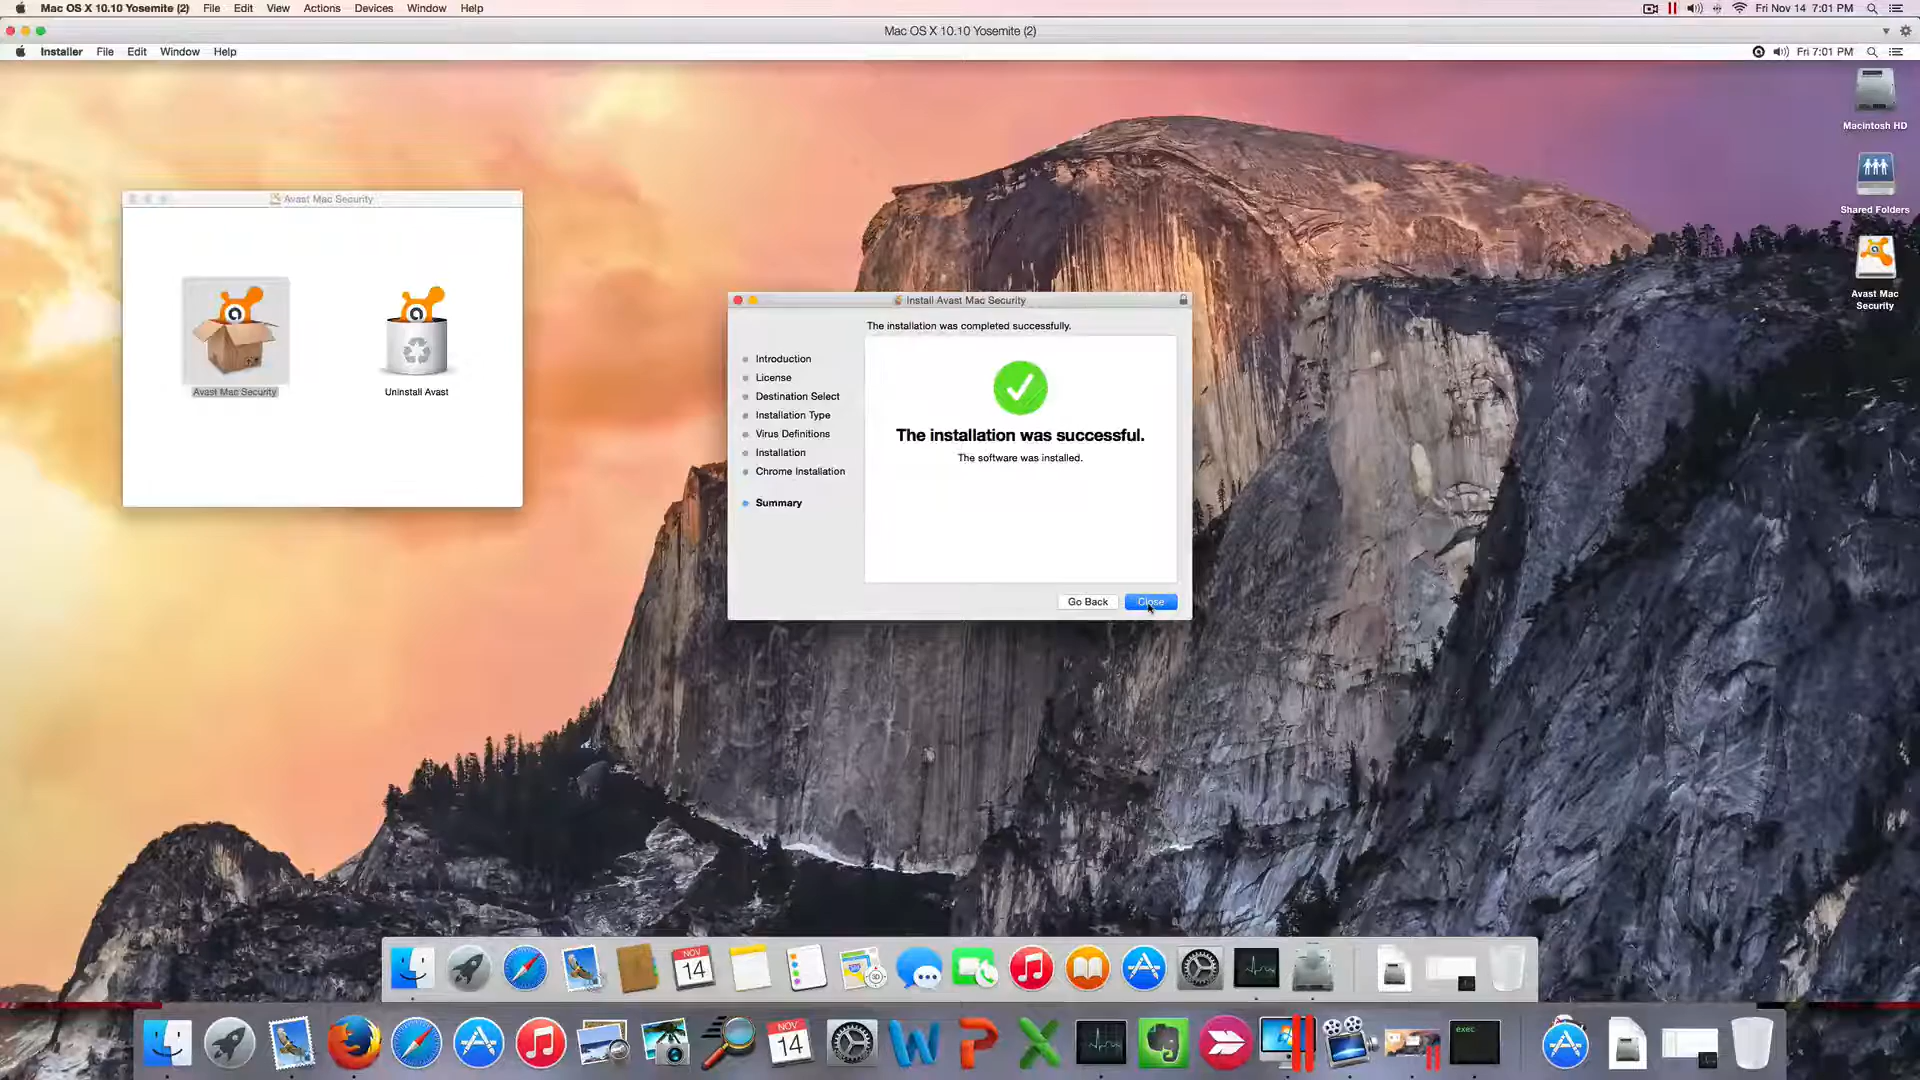 Mac OS X 10.10 Yosemite (2) File Edit View Actions Devices Window Help
Fri Nov 14 7:01 PM
Mac OS X 10.10 Yosemite (2)
Installer File Edit Window Help
Fri 7:01 PM
Macintosh HD
Shared Folders
Avast Mac
Security
Avast Mac Security
Avast Mac Security
Uninstall Avast
Install Avast Mac Security
The installation was completed successfully.
Introduction
License
Destination Select
Installation Type
Virus Definitions
Installation
Chrome Installation
Summary
The installation was successful.
The software was installed.
Go Back
Close
NOV
14
3D
NOV
14
exec